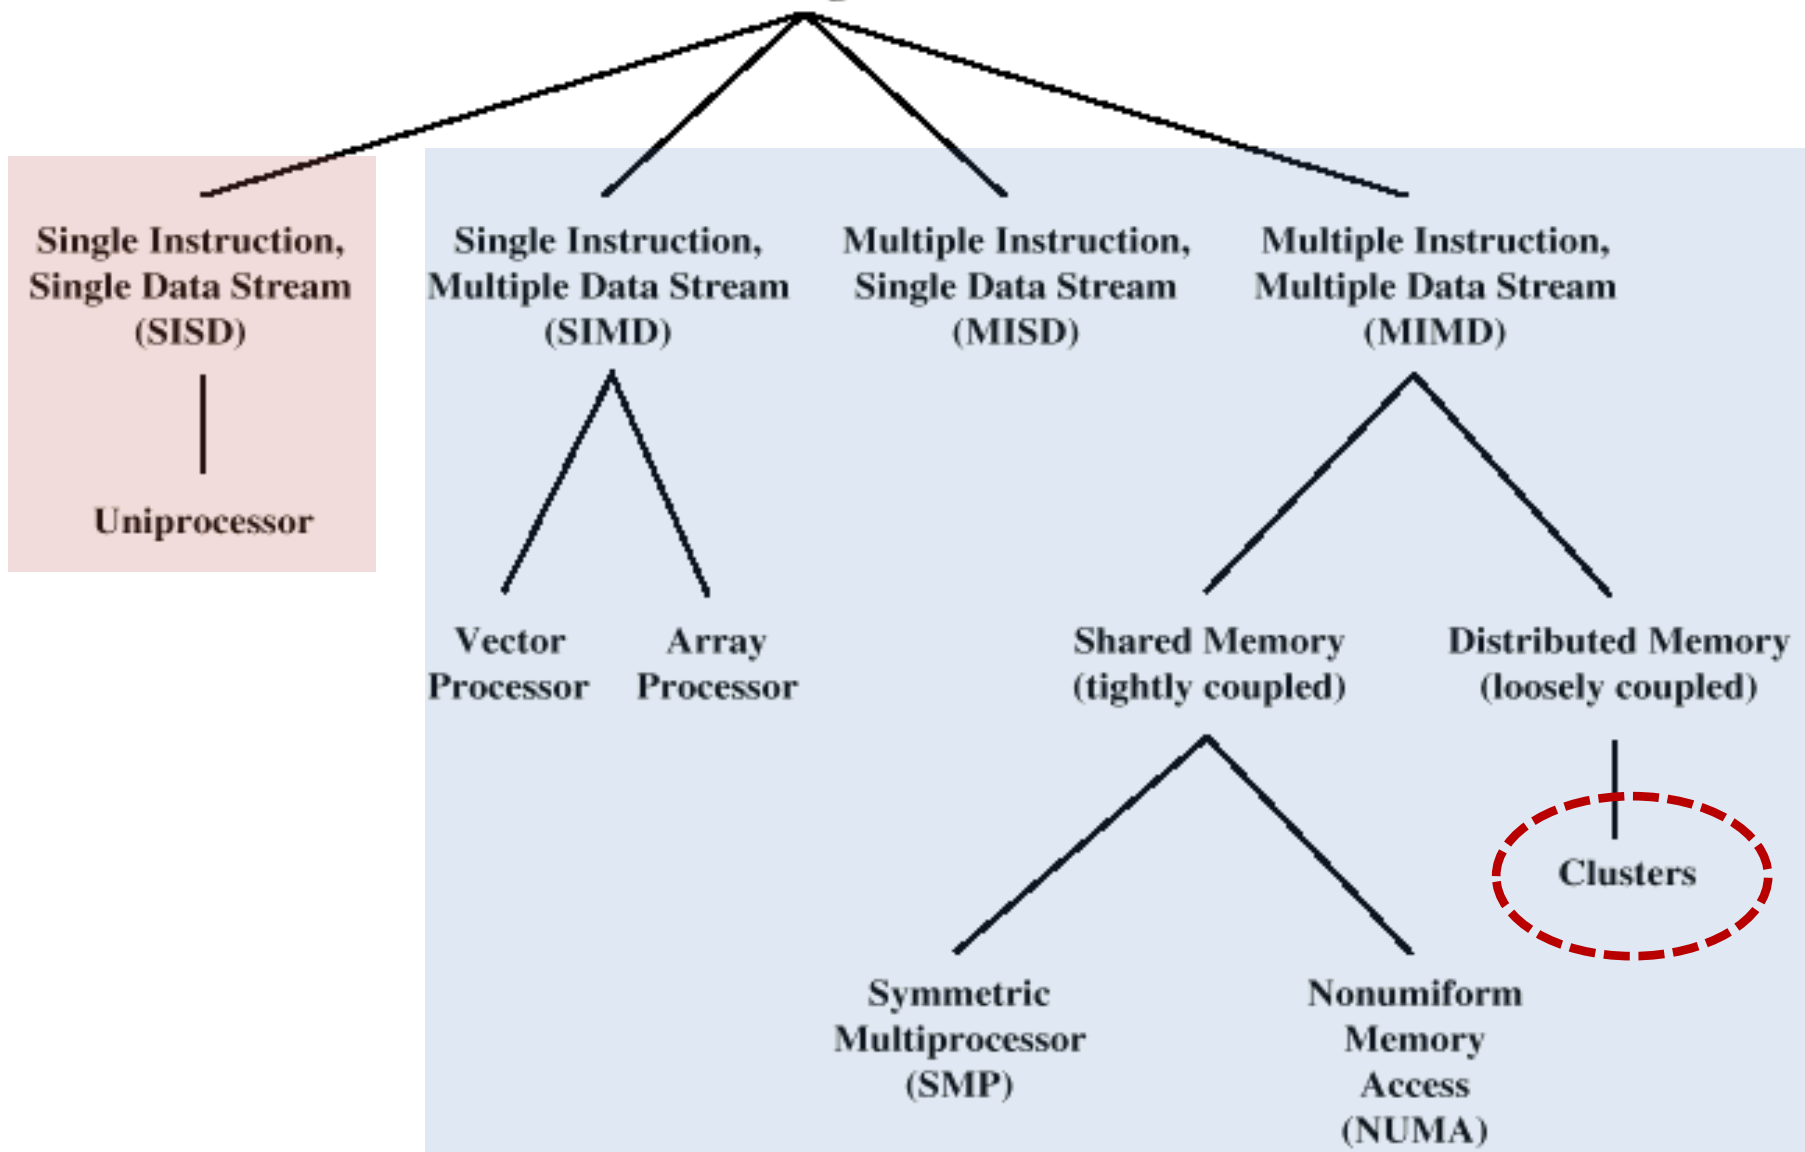 Single Instruction,
Single Data Stream
(SISD)
Uniprocessor
Single Instruction,
Multiple Data Stream
(SIMD)
Vector
Processor
Array
Processor
Multiple Instruction,
Single Data Stream
(MISD)
Multiple Instruction,
Multiple Data Stream
(MIMD)
Shared Memory
(tightly coupled)
Symmetric
Multiprocessor
(SMP)
Nonumiform
Memory
Access
(NUMA)
Distributed Memory
(loosely coupled)
Clusters